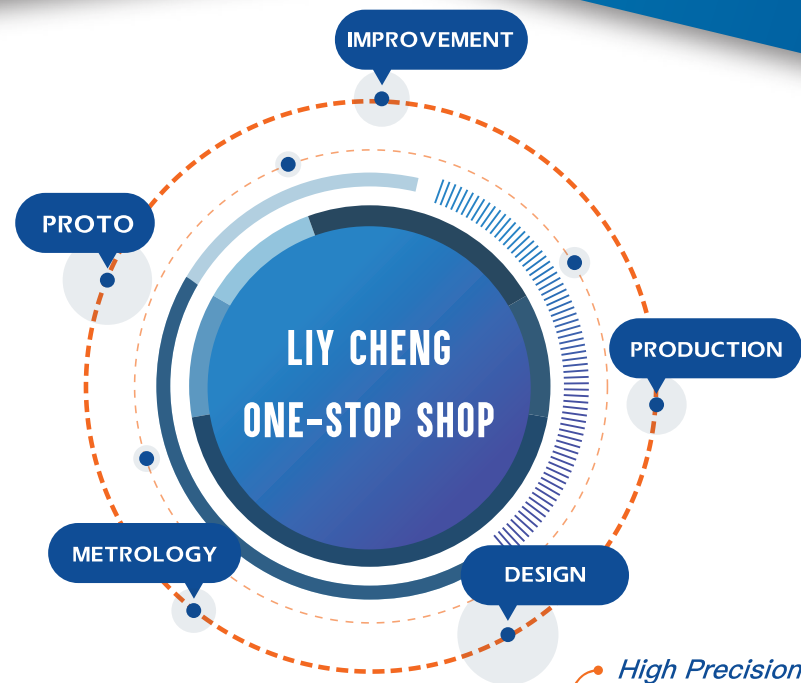 IMPROVEMENT
PROTO
LIY CHENG
ONE-STOP SHOP
PRODUCTION
METROLOGY
DESIGN
High Precision